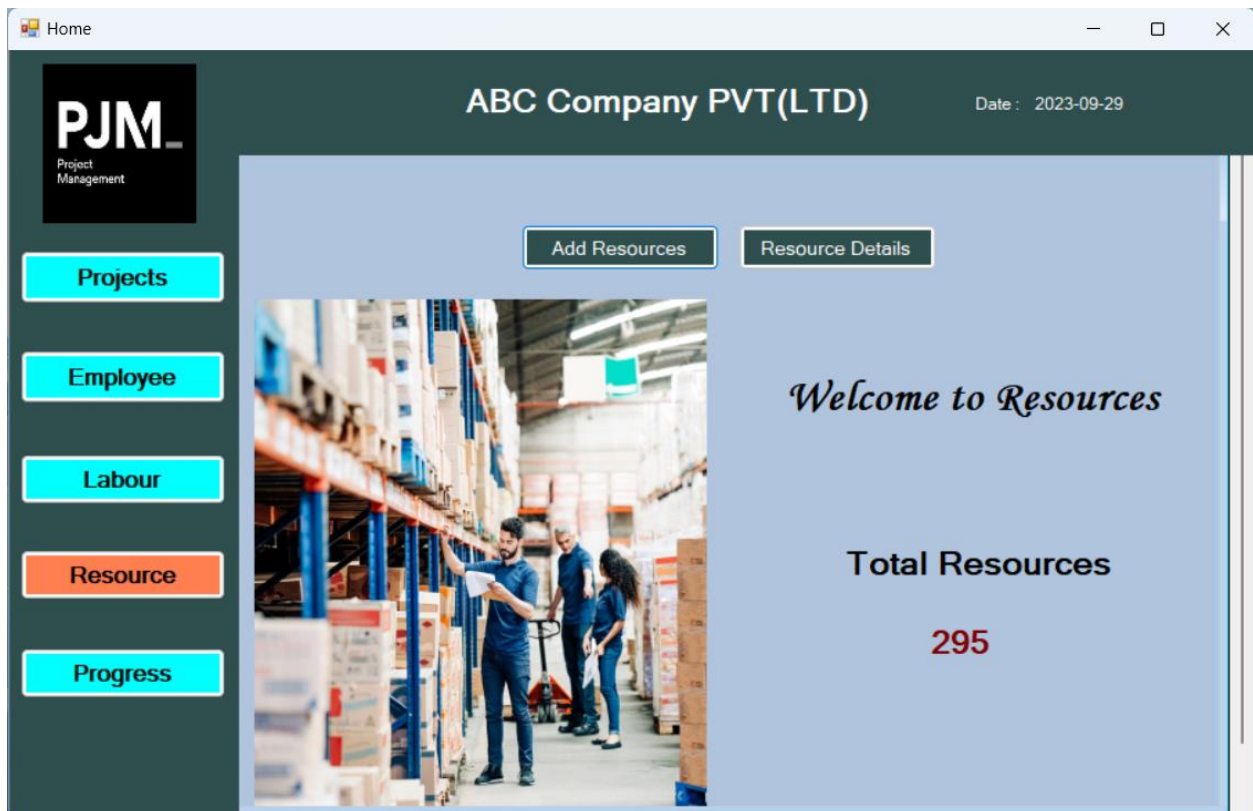 Home
PJM_
Project
Management
ABC Company PVT(LTD)
Date : 2023-09-29
Projects
Employee
Labour
Resource
Progress
Add Resources
Resource Details
Welcome to Resources
Total Resources
295